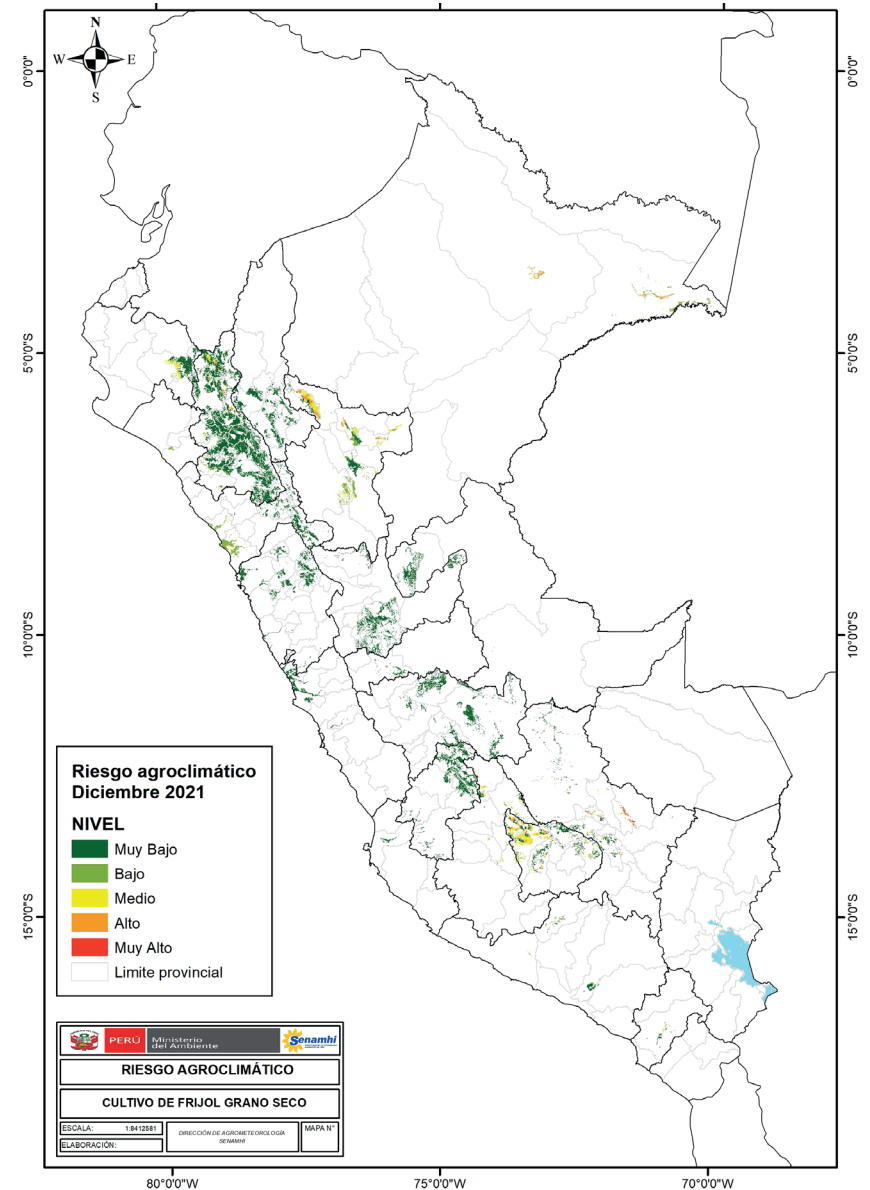 N
W E
S
0°0'0"
0°0'0"
5°0'0"S
5°0'0"S
10°0'0"S
10°0'0"S
15°0'0"S
15°0'0"S
Riesgo agroclimático
Diciembre 2021
NIVEL
Muy Bajo
Bajo
Medio
Alto
Muy Alto
Limite provincial
PERÚ
Ministerio
del Ambiente
Senamhi
RIESGO AGROCLIMÁTICO
CULTIVO DE FRIJOL GRANO SECO
ESCALA: 1:8412581
ELABORACIÓN:
DIRECCIÓN DE AGROMETEOROLOGÍA
SENAMHI
MAPA N°
80°0'0"W
75°0'0"W
70°0'0"W